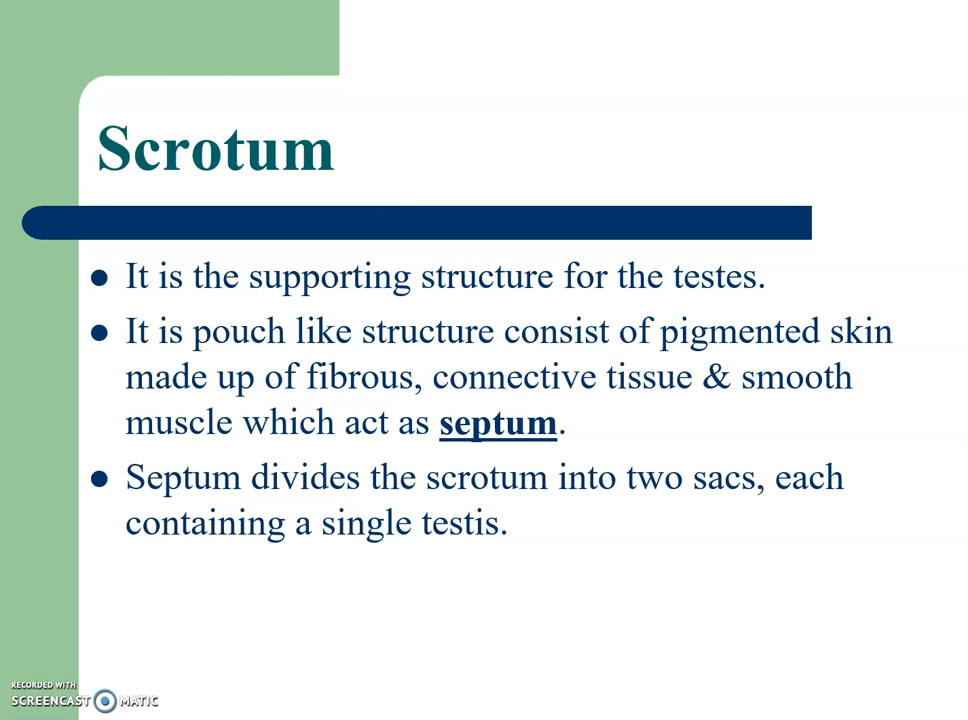 Scrotum
● It is the supporting structure for the testes.
● It is pouch like structure consist of pigmented skin
made up of fibrous, connective tissue & smooth
muscle which act as septum.
● Septum divides the scrotum into two sacs, each
containing a single testis.
RECORDED WITH
SCREENCAST MATIC